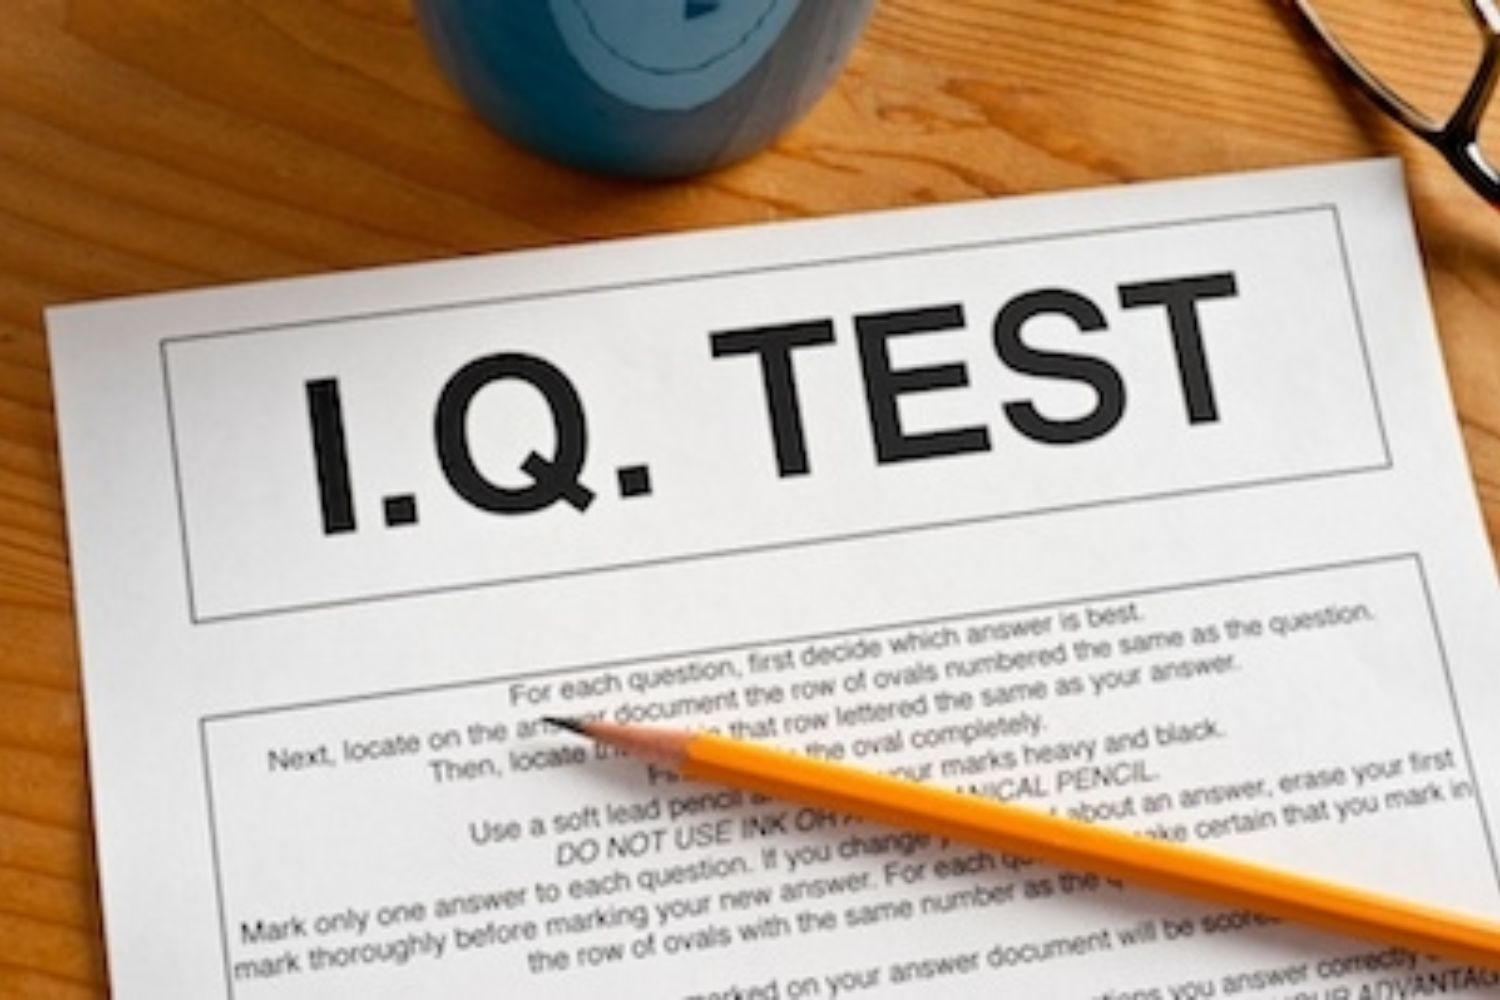 I.Q. TEST
For each question, first decide which answer is best.
Next, locate on the answer document the row of ovals numbered the same as the question.
Then, locate the that row lettered the same as your answer.
the oval completely.
Use a soft lead pencil your marks heavy and black.
DO NOT USE INK OR PENCIL.
Mark only one answer to each question. If you change about an answer, erase your first
mark thoroughly before marking your new answer. For each certain that you mark in
the row of ovals with the same number as the
marked on your answer document will be
you answer correctly